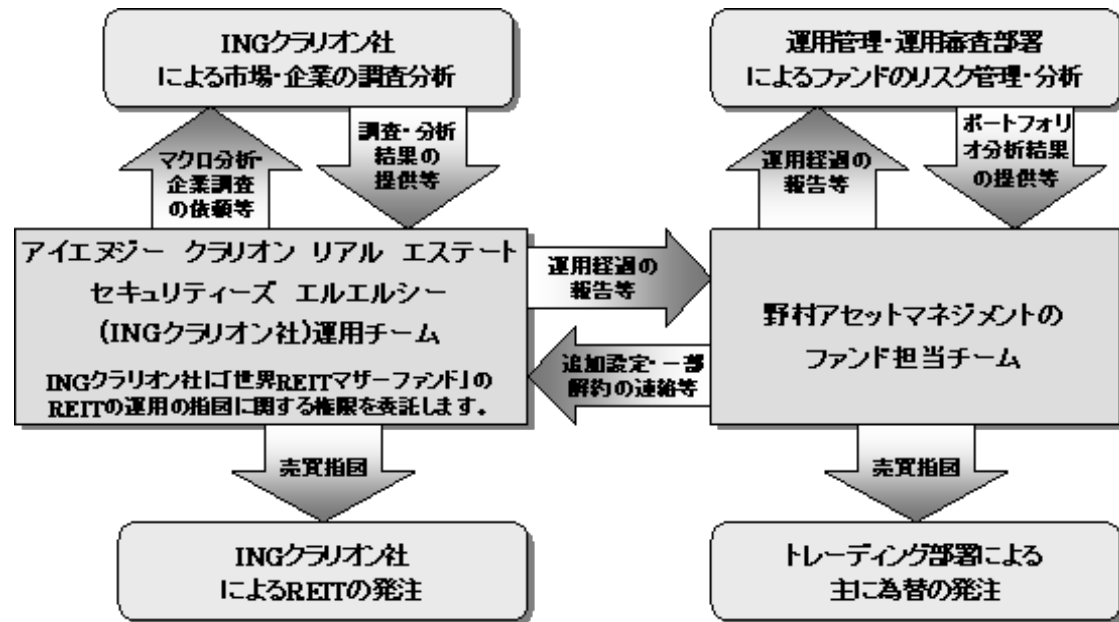 INGクラリオン社
による市場・企業の調査分析
運用管理・運用審査部署
によるファンドのリスク管理・分析
マクロ分析・
企業調査
の依頼等
調査・分析
結果の
提供等
運用経過の
報告等
ポートフォリ
オ分析結果
の提供等
アイエヌジー クラリオン リアル エステート
セキュリティーズ エルエルシー
(INGクラリオン社)運用チーム
INGクラリオン社に「世界REITマザーファンド」の
REITの運用の指図に関する権限を委託します。
運用経過の
報告等
追加設定・一部
解約の連絡等
野村アセットマネジメントの
ファンド担当チーム
売買指図
売買指図
INGクラリオン社
によるREITの発注
トレーディング部署による
主に為替の発注